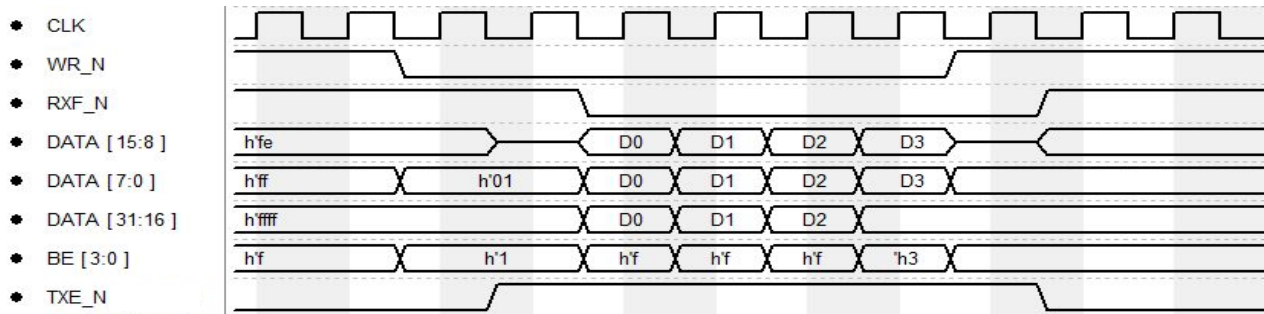 CLK
WR_N
RXF_N
DATA [15:8] h'fe D0 D1 D2 D3
DATA [7:0] h'ff h'01 D0 D1 D2 D3
DATA [31:16] h'ffff D0 D1 D2
BE [3:0] h'f h'1 h'f h'f h'f 'h3
TXE_N